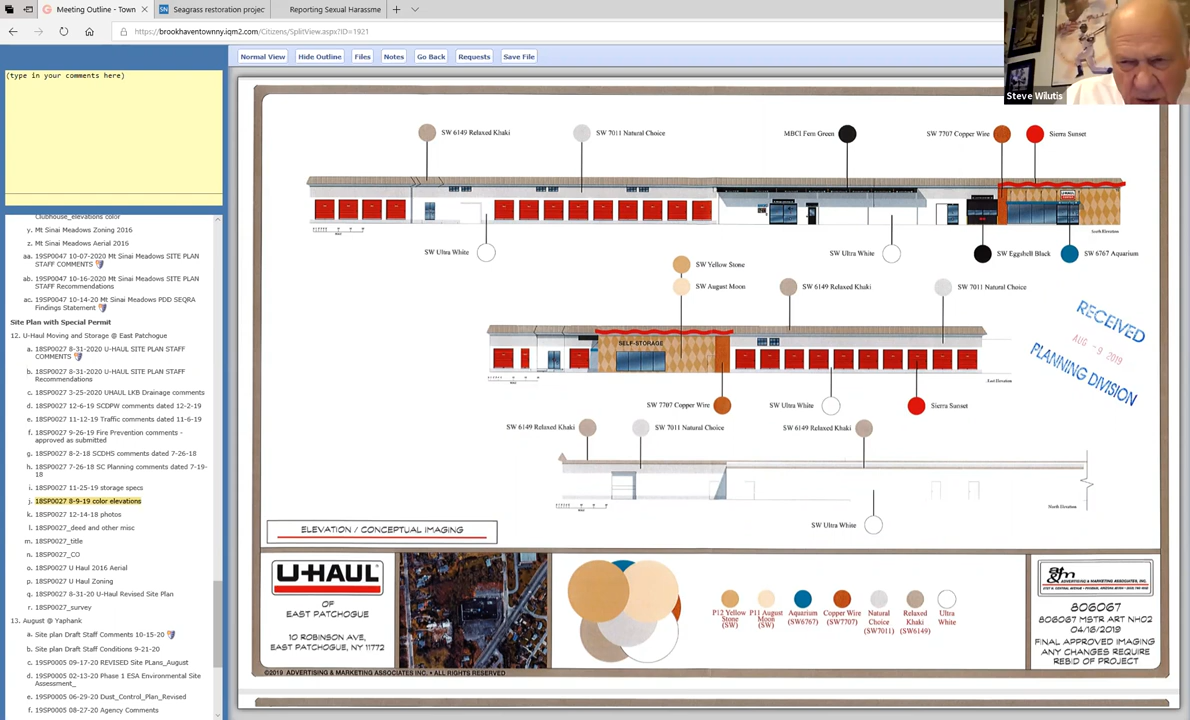 Meeting Outline - Town
Seagrass restoration projec
Reporting Sexual Harassme
https://brookhaventownny.iqm2.com/Citizens/SplitView.aspx?ID=1921
Steve Wilutis
Normal View
Hide Outline
Files
Notes
Go Back
Requests
Save File
(type in your comments here)
Clubhouse_elevations color
y. Mt Sinai Meadows Zoning 2016
z. Mt Sinai Meadows Aerial 2016
aa. 19SP0047 10-07-2020 Mt Sinai Meadows SITE PLAN
STAFF COMMENTS
ab. 19SP0047 10-16-2020 Mt Sinai Meadows SITE PLAN
STAFF Recommendations
ac. 19SP0047 10-14-20 Mt Sinai Meadows PDD SEQRA
Findings Statement
Site Plan with Special Permit
12. U-Haul Moving and Storage @ East Patchogue
a. 18SP0027 8-31-2020 U-HAUL SITE PLAN STAFF
COMMENTS
b. 18SP0027 8-31-2020 U-HAUL SITE PLAN STAFF
Recommendations
c. 18SP0027 3-25-2020 UHAUL LKB Drainage comments
d. 18SP0027 12-6-19 SCDPW comments dated 12-2-19
e. 18SP0027 11-12-19 Traffic comments dated 11-6-19
f. 18SP0027 9-26-19 Fire Prevention comments -
approved as submitted
g. 18SP0027 8-2-18 SCDHS comments dated 7-26-18
h. 18SP0027 7-26-18 SC Planning comments dated 7-19-
18
i. 18SP0027 11-25-19 storage specs
j. 18SP0027 8-9-19 color elevations
k. 18SP0027 12-14-18 photos
l. 18SP0027_deed and other misc
m. 18SP0027_title
n. 18SP0027_CO
o. 18SP0027 U Haul 2016 Aerial
p. 18SP0027 U Haul Zoning
q. 18SP0027 8-31-20 U-Haul Revised Site Plan
r. 18SP0027_survey
13. August @ Yaphank
a. Site plan Draft Staff Comments 10-15-20
b. Site plan Draft Staff Conditions 9-21-20
c. 19SP0005 09-17-20 REVISED Site PLans_August
d. 19SP0005 02-13-20 Phase 1 ESA Environmental Site
Assessment_
e. 19SP0005 06-29-20 Dust_Control_Plan_Revised
f. 19SP0005 08-27-20 Agency Comments
SW 6149 Relaxed Khaki
SW 7011 Natural Choice
MBCI Fern Green
SW 7707 Copper Wire
Sierra Sunset
South Elevation
SW Ultra White
SW Ultra White
SW Eggshell Black
SW 6767 Aquarium
SW Yellow Stone
SW August Moon
SW 6149 Relaxed Khaki
SW 7011 Natural Choice
SELF-STORAGE
East Elevation
RECEIVED
AUG -9 2019
PLANNING DIVISION
SW 7707 Copper Wire
SW Ultra White
Sierra Sunset
SW 6149 Relaxed Khaki
SW 7011 Natural Choice
SW 6149 Relaxed Khaki
North Elevation
SW Ultra White
ELEVATION / CONCEPTUAL IMAGING
U-HAUL
OF
EAST PATCHOGUE
10 ROBINSON AVE,
EAST PATCHOGUE, NY 11772
P12 Yellow
Stone
(SW)
P11 August
Moon
(SW)
Aquarium
(SW6767)
Copper Wire
(SW7707)
Natural
Choice
(SW7011)
Relaxed
Khaki
(SW6149)
Ultra
White
a&m
ADVERTISING & MARKETING ASSOCIATES, INC.
806067
806067 MSTR ART NH02
04/18/2019
FINAL APPROVED IMAGING
ANY CHANGES REQUIRE
REBID OF PROJECT
©2019 ADVERTISING & MARKETING ASSOCIATES INC. • ALL RIGHTS RESERVED